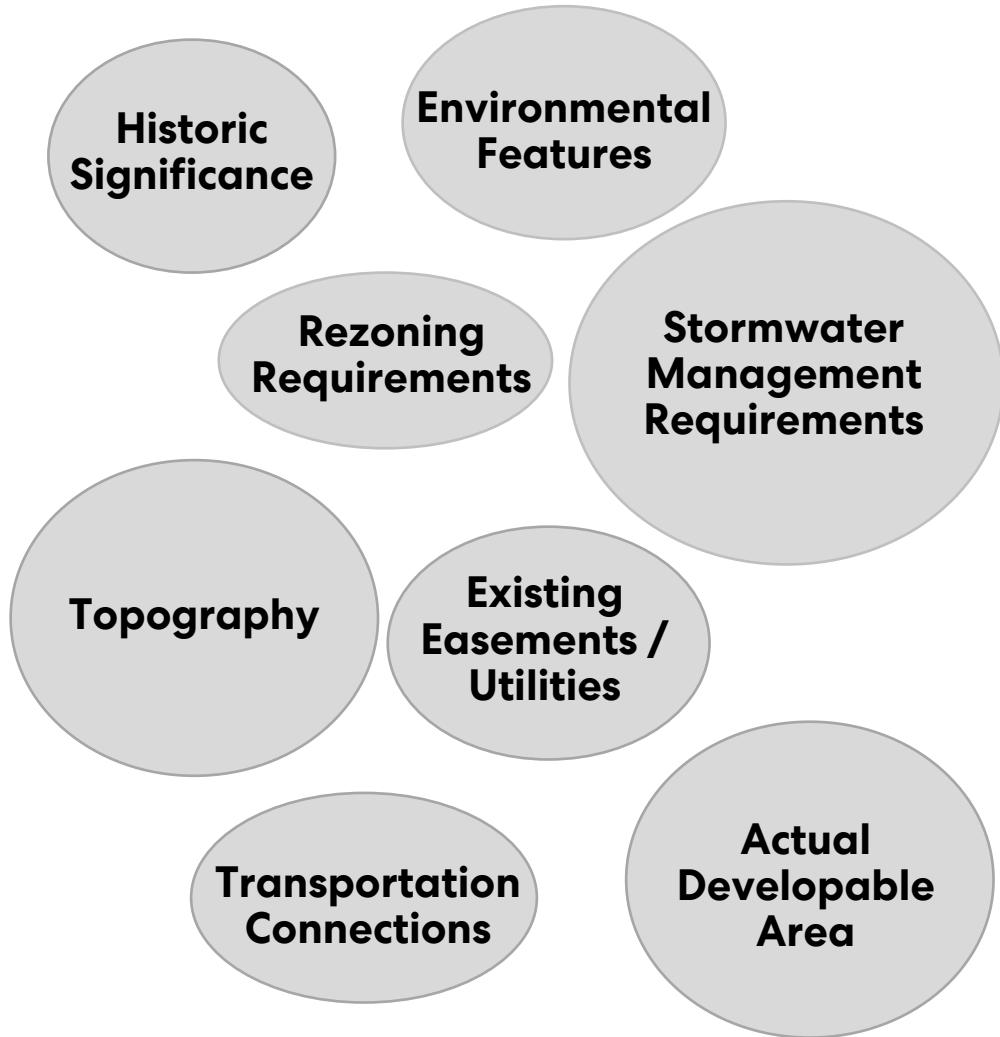 Historic
Significance
Environmental
Features
Rezoning
Requirements
Stormwater
Management
Requirements
Topography
Existing
Easements /
Utilities
Transportation
Connections
Actual
Developable
Area